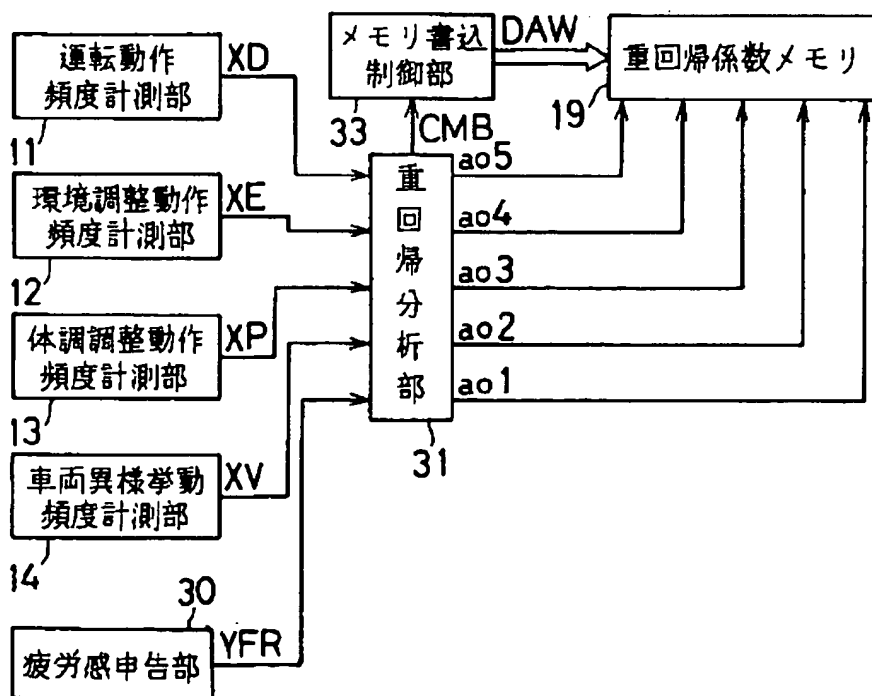 運転動作
頻度計測部
XD
11
環境調整動作
頻度計測部
XE
12
体調調整動作
頻度計測部
XP
13
車両異様挙動
頻度計測部
XV
14
30
疲労感申告部
YFR
メモリ書込
制御部
DAW
33
CMB
重回帰係数メモリ
19
重回帰分析部
31
ao5
ao4
ao3
ao2
ao1